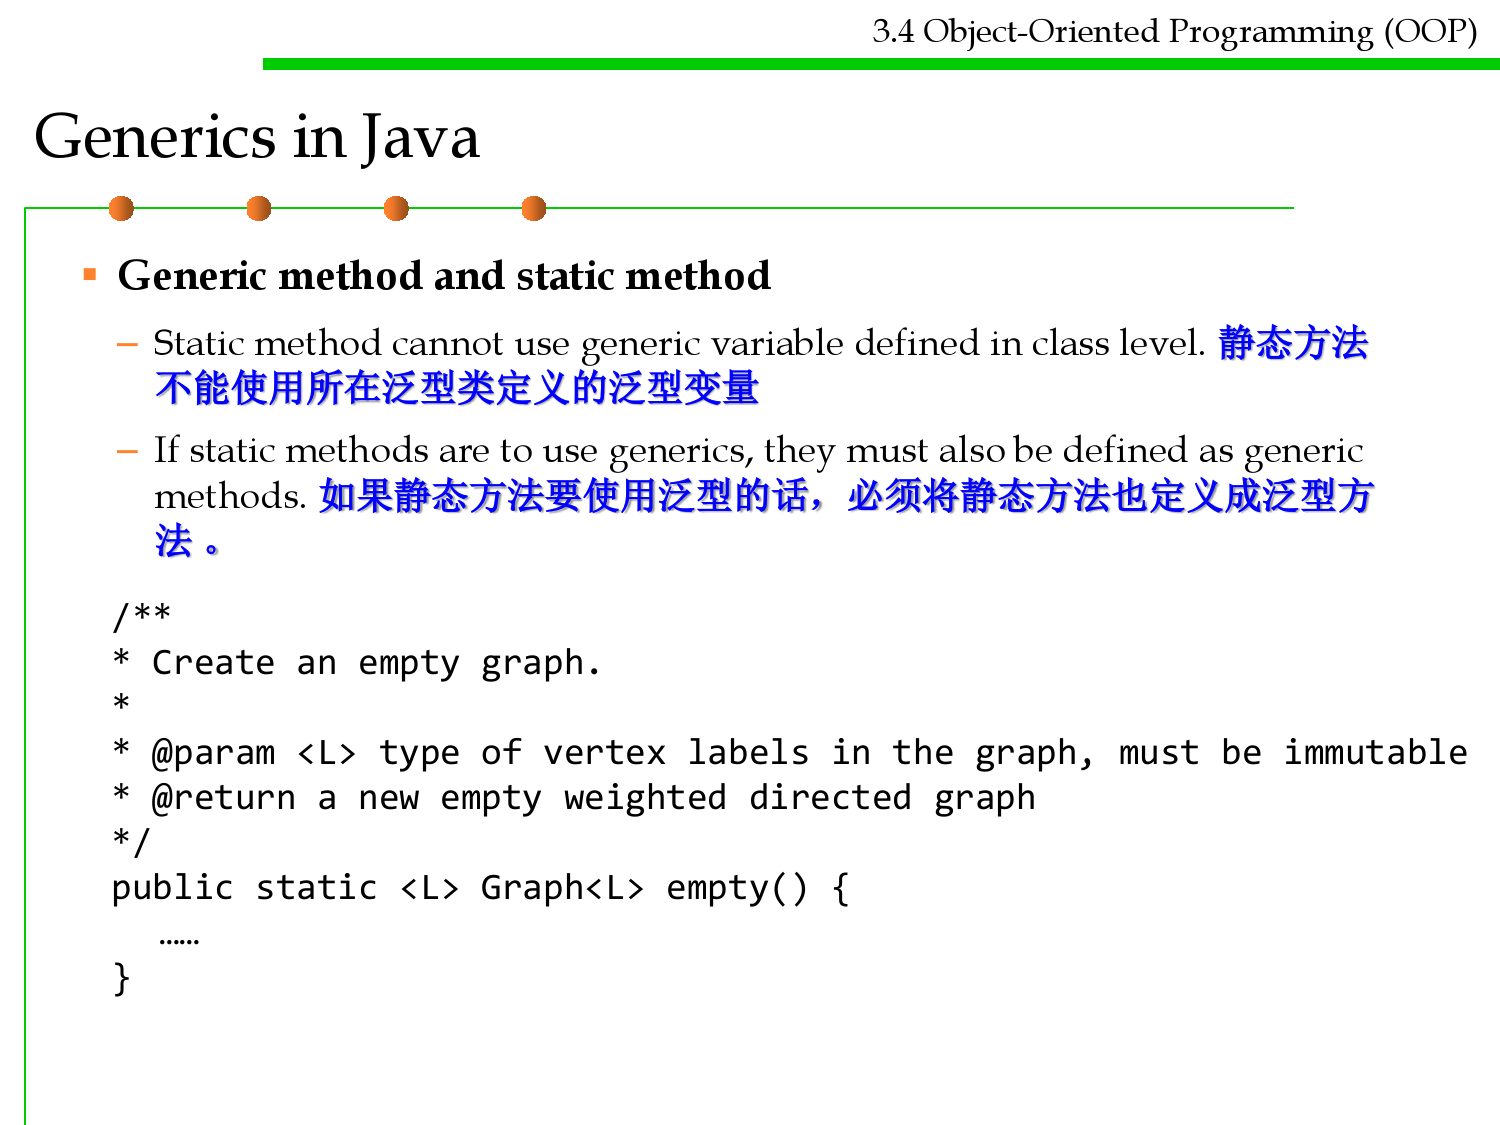 3.4 Object-Oriented Programming (OOP)
Generics in Java
▪ Generic method and static method
– Static method cannot use generic variable defined in class level. 静态方法
不能使用所在泛型类定义的泛型变量
– If static methods are to use generics, they must also be defined as generic
methods. 如果静态方法要使用泛型的话，必须将静态方法也定义成泛型方
法 。
/**
* Create an empty graph.
*
* @param <L> type of vertex labels in the graph, must be immutable
* @return a new empty weighted directed graph
*/
public static <L> Graph<L> empty() {
……
}